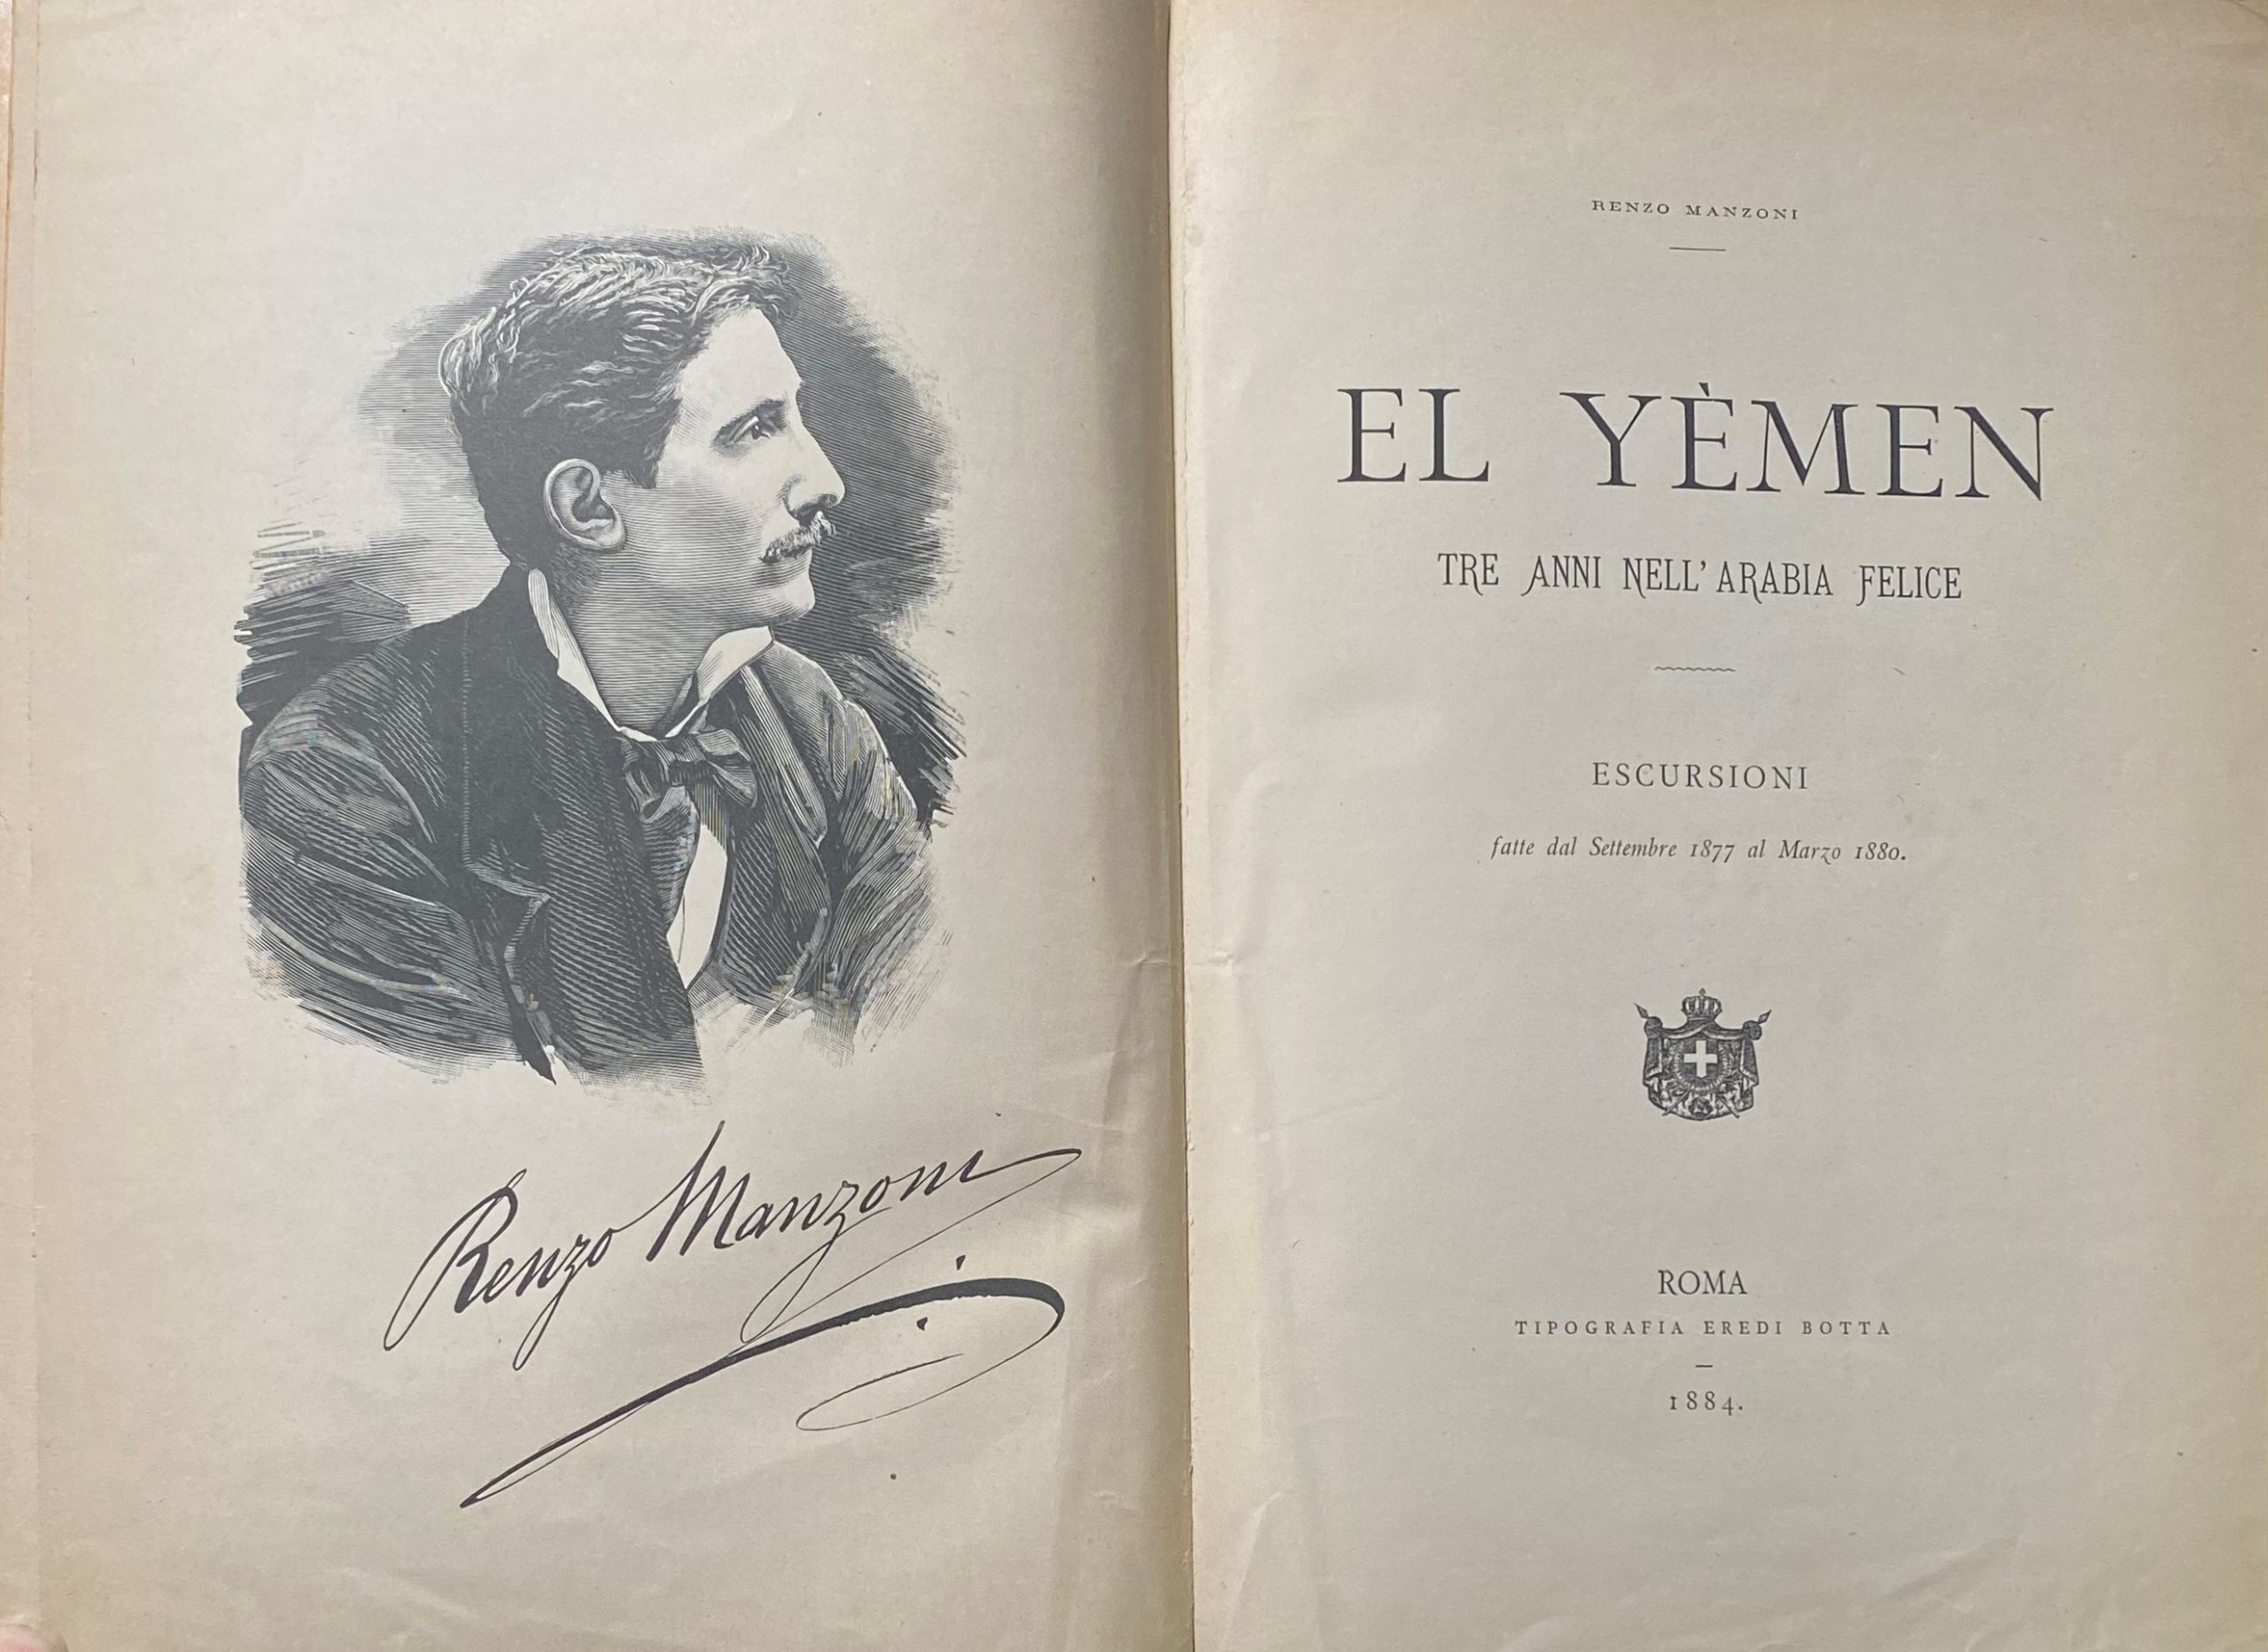 Renzo Manzoni
RENZO MANZONI
EL YÈMEN
TRE ANNI NELL'ARABIA FELICE
ESCURSIONI
fatte dal Settembre 1877 al Marzo 1880.
ROMA
TIPOGRAFIA EREDI BOTTA
1884.